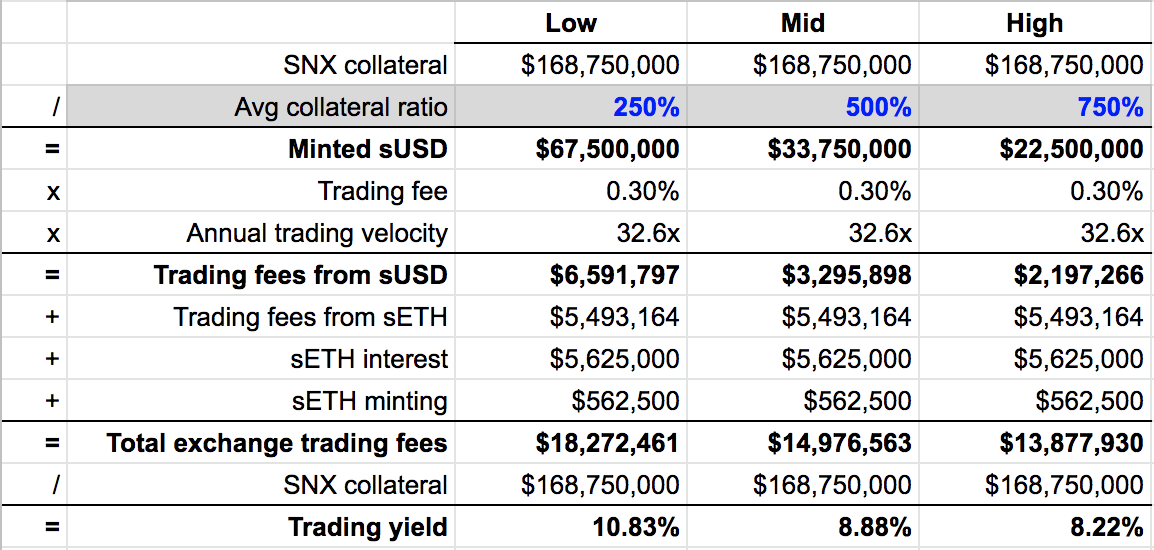 Low Mid High
SNX collateral $168,750,000 $168,750,000 $168,750,000
/ Avg collateral ratio 250% 500% 750%
= Minted sUSD $67,500,000 $33,750,000 $22,500,000
x Trading fee 0.30% 0.30% 0.30%
x Annual trading velocity 32.6x 32.6x 32.6x
= Trading fees from sUSD $6,591,797 $3,295,898 $2,197,266
+ Trading fees from sETH $5,493,164 $5,493,164 $5,493,164
+ sETH interest $5,625,000 $5,625,000 $5,625,000
+ sETH minting $562,500 $562,500 $562,500
= Total exchange trading fees $18,272,461 $14,976,563 $13,877,930
/ SNX collateral $168,750,000 $168,750,000 $168,750,000
= Trading yield 10.83% 8.88% 8.22%